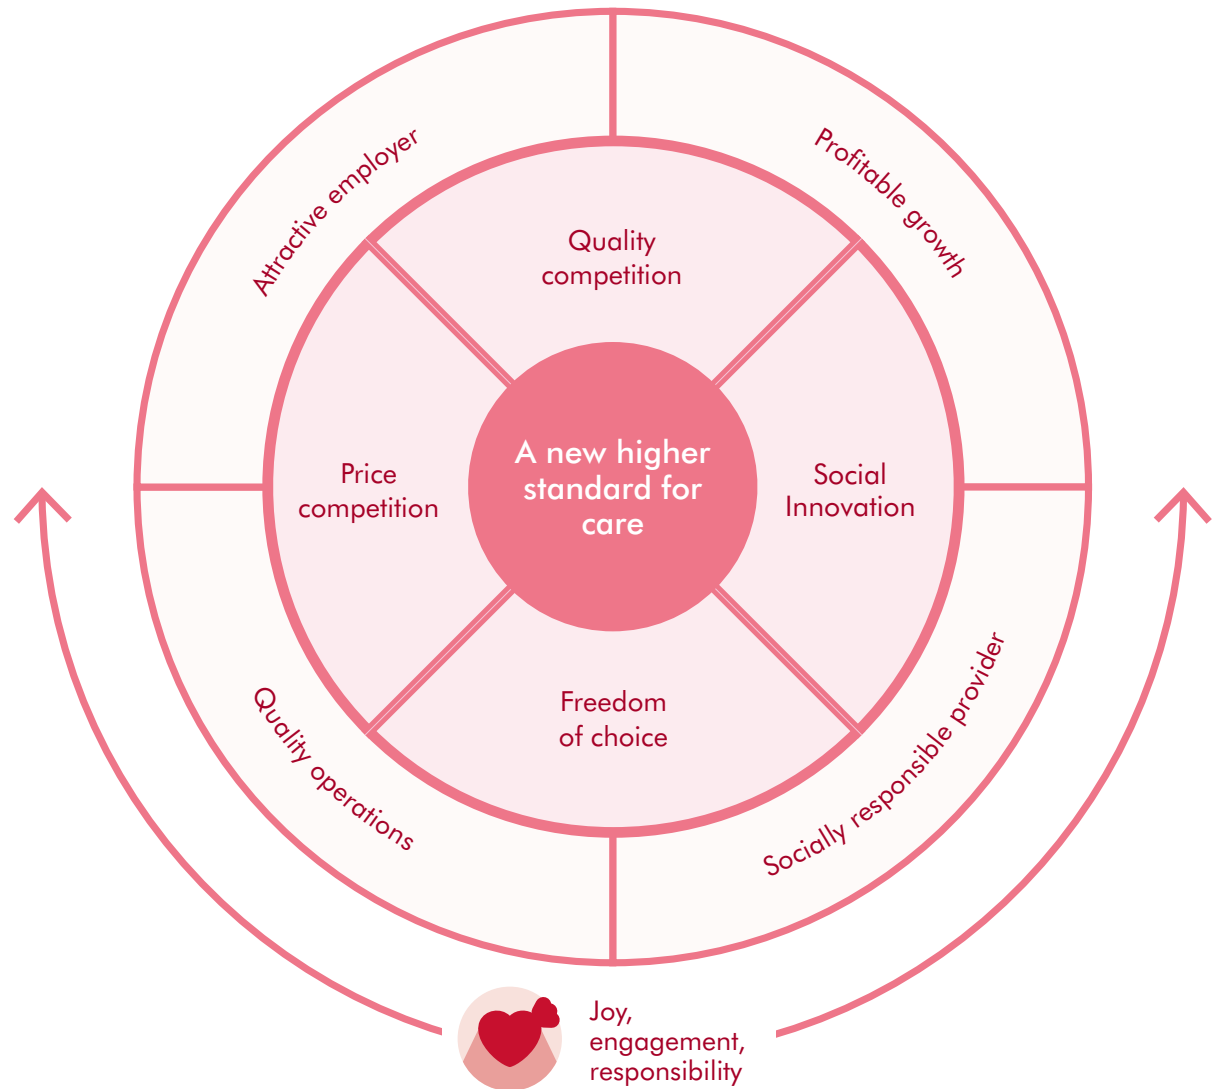 Attractive employer
Profitable growth
Quality
competition
A new higher
standard for
care
Price
competition
Social
Innovation
Freedom
of choice
Quality operations
Socially responsible provider
Joy,
engagement,
responsibility